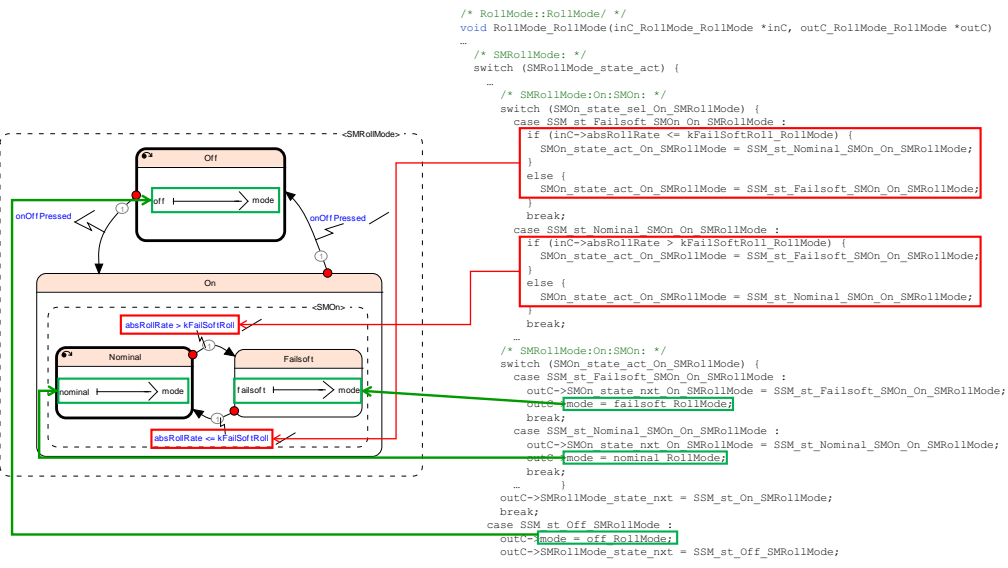 <SMRollMode>
Off
off
mode
1
onOffPressed
onOffPressed
1
On
<SMOn>
absRollRate > kFailSoftRoll
1
Nominal
Failsoft
nominal
mode
failsoft
mode
1
absRollRate <= kFailSoftRoll
/* RollMode::RollMode/ */
void RollMode_RollMode(inC_RollMode_RollMode *inC, outC_RollMode_RollMode *outC)
…
/* SMRollMode: */
switch (SMRollMode_state_act) {
…
/* SMRollMode:On:SMOn: */
switch (SMOn_state_sel_On_SMRollMode) {
case SSM_st_Failsoft_SMOn_On_SMRollMode :
if (inC->absRollRate <= kFailSoftRoll_RollMode) {
SMOn_state_act_On_SMRollMode = SSM_st_Nominal_SMOn_On_SMRollMode;
}
else {
SMOn_state_act_On_SMRollMode = SSM_st_Failsoft_SMOn_On_SMRollMode;
}
break;
case SSM_st_Nominal_SMOn_On_SMRollMode :
if (inC->absRollRate > kFailSoftRoll_RollMode) {
SMOn_state_act_On_SMRollMode = SSM_st_Failsoft_SMOn_On_SMRollMode;
}
else {
SMOn_state_act_On_SMRollMode = SSM_st_Nominal_SMOn_On_SMRollMode;
}
break;
…
/* SMRollMode:On:SMOn: */
switch (SMOn_state_act_On_SMRollMode) {
case SSM_st_Failsoft_SMOn_On_SMRollMode :
outC->SMOn_state_nxt_On_SMRollMode = SSM_st_Failsoft_SMOn_On_SMRollMode;
outC->mode = failsoft_RollMode;
break;
case SSM_st_Nominal_SMOn_On_SMRollMode :
outC->SMOn_state_nxt_On_SMRollMode = SSM_st_Nominal_SMOn_On_SMRollMode;
outC->mode = nominal_RollMode;
break;
… }
outC->SMRollMode_state_nxt = SSM_st_On_SMRollMode;
break;
case SSM_st_Off_SMRollMode :
outC->mode = off_RollMode;
outC->SMRollMode_state_nxt = SSM_st_Off_SMRollMode;